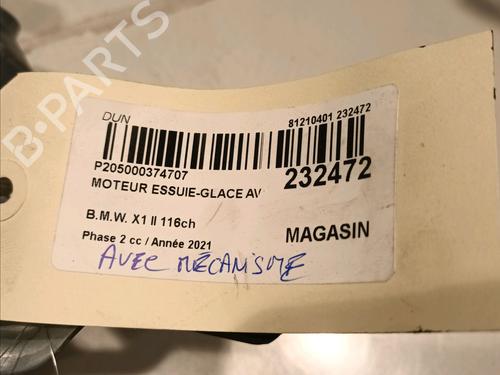 DUN
81210401 232472
P205000374707
232472
MOTEUR ESSUIE-GLACE AV
B.M.W. X1 II 116ch
MAGASIN
Phase 2 cc / Année 2021
AVEC MÉCANISME
B-PARTS